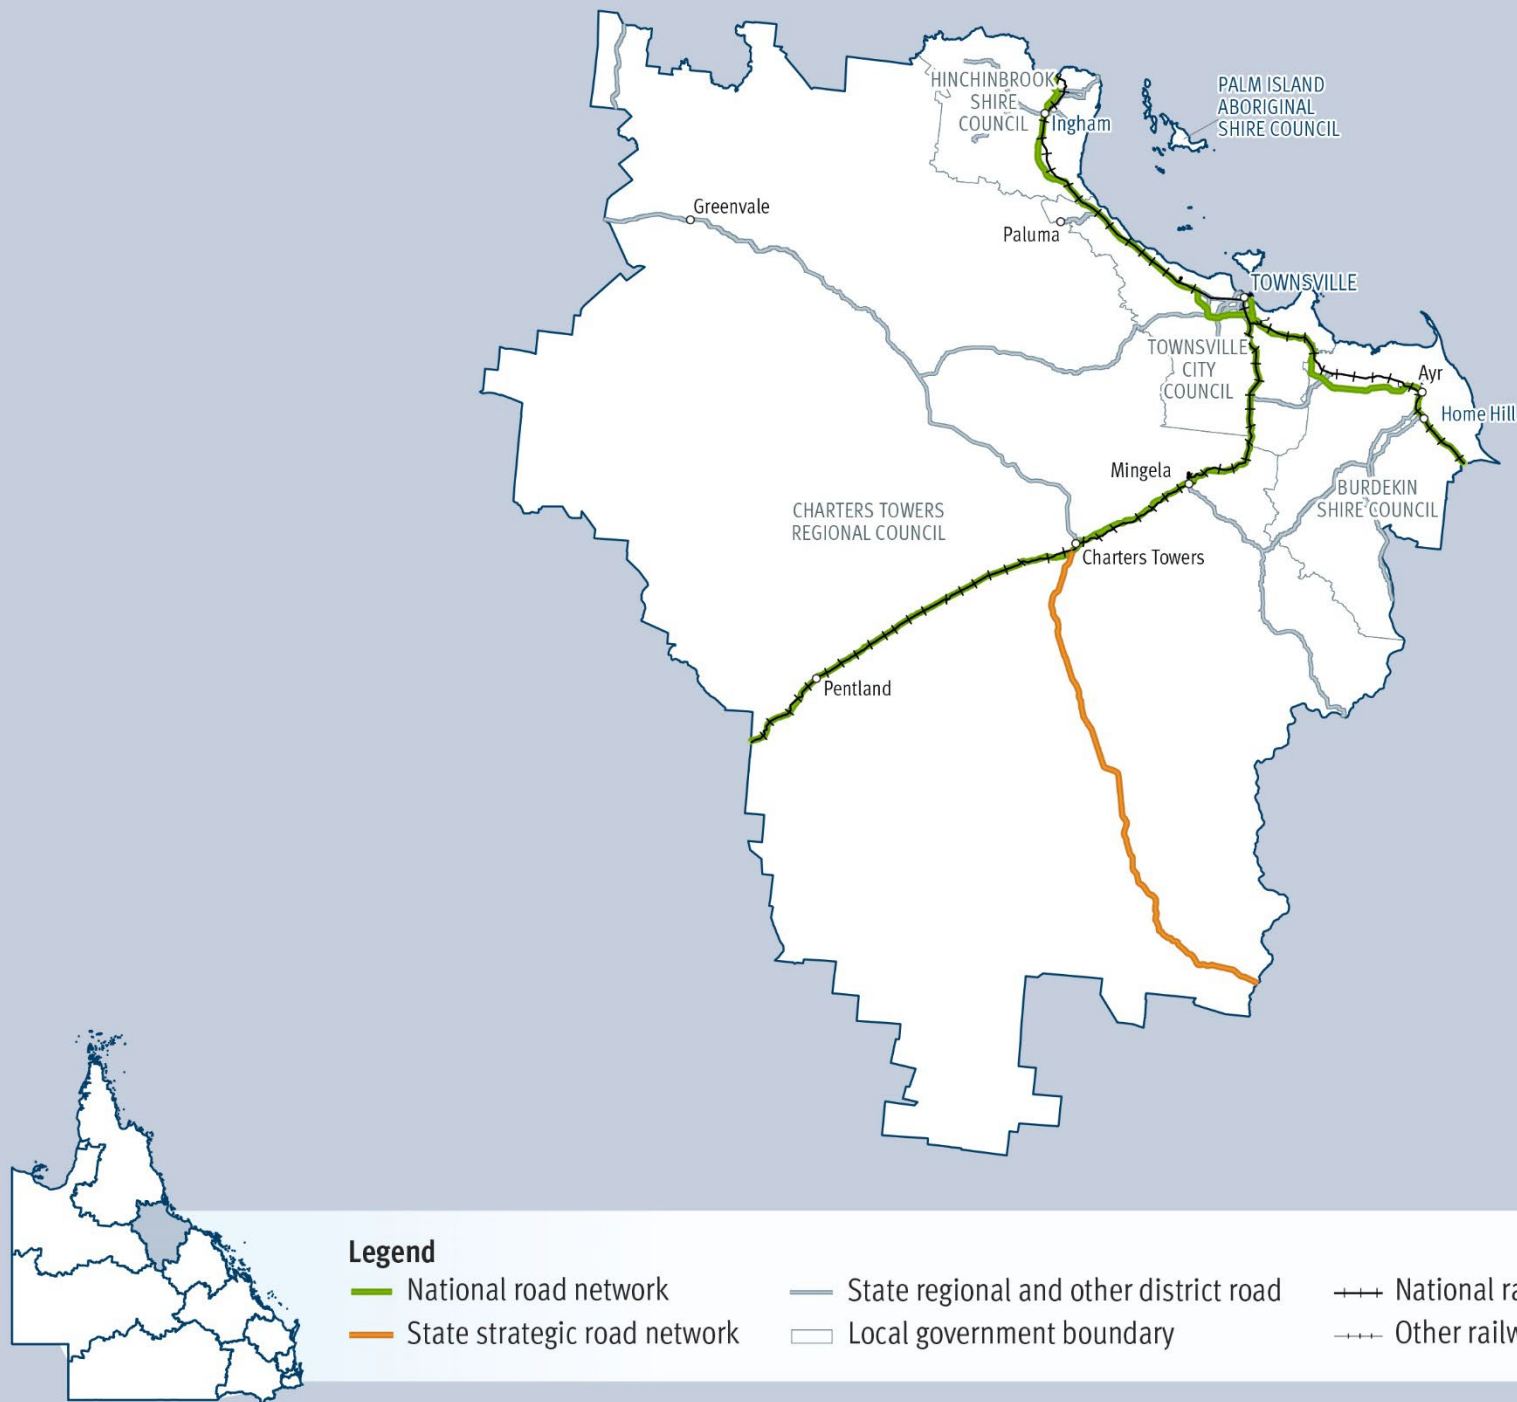 HINCHINBROOK
SHIRE
COUNCIL
Ingham
PALM ISLAND
ABORIGINAL
SHIRE COUNCIL
Greenvale
Paluma
TOWNSVILLE
TOWNSVILLE
CITY
COUNCIL
Ayr
Home Hill
Mingela
BURDEKIN
SHIRE COUNCIL
CHARTERS TOWERS
REGIONAL COUNCIL
Charters Towers
Pentland
Legend
National road network
State strategic road network
State regional and other district road
Local government boundary
National ra
Other railw